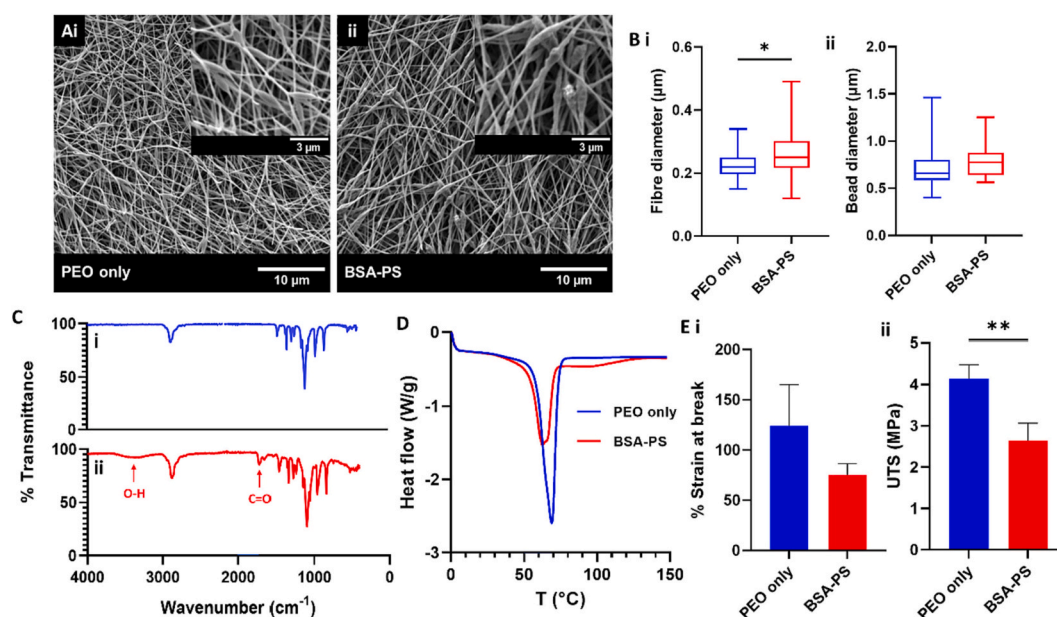 Ai
3 µm
PEO only
10 µm
ii
3 µm
BSA-PS
10 µm
B i
Fibre diameter (µm)
0.6
0.4
0.2
0.0
*
PEO only
BSA-PS
ii
Bead diameter (µm)
2.0
1.5
1.0
0.5
0.0
PEO only
BSA-PS
C
% Transmittance
100
50
0
i
100
50
0
ii
O-H
C=O
4000 3000 2000 1000 0
Wavenumber (cm⁻¹)
D
Heat flow (W/g)
0
-1
-2
-3
PEO only
BSA-PS
0 50 100 150
T (°C)
E i
% Strain at break
200
150
100
50
0
PEO only
BSA-PS
ii
UTS (MPa)
5
4
3
2
1
0
**
PEO only
BSA-PS